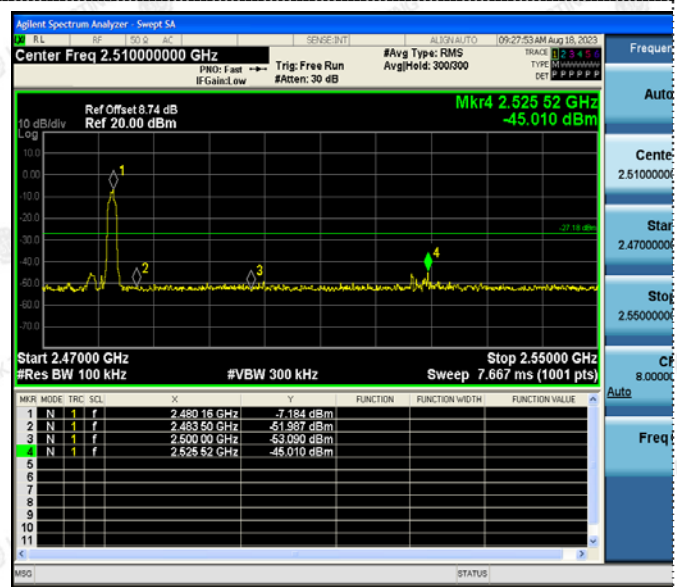 Agilent Spectrum Analyzer - Swept SA
RL RF 50 Ω AC SENSE:INT ALIGN AUTO 09:27:53 AM Aug 18, 2023
Center Freq 2.510000000 GHz
PNO: Fast
IFGain:Low
Trig: Free Run
#Atten: 30 dB
#Avg Type: RMS
Avg|Hold: 300/300
TRACE 1 2 3 4 5 6
TYPE M
DET P P P P P P
Ref Offset 8.74 dB
Ref 20.00 dBm
10 dB/div
Log
Mkr4 2.525 52 GHz
-45.010 dBm
10.0
0.00
-10.0
-20.0
-30.0
-40.0
-50.0
-60.0
-70.0
1
2
3
4
-27.18 dBm
Start 2.47000 GHz
Stop 2.55000 GHz
#Res BW 100 kHz
#VBW 300 kHz
Sweep 7.667 ms (1001 pts)
MKR MODE TRC SCL X Y FUNCTION FUNCTION WIDTH FUNCTION VALUE
1 N 1 f 2.480 16 GHz -7.184 dBm
2 N 1 f 2.483 50 GHz -51.987 dBm
3 N 1 f 2.500 00 GHz -53.090 dBm
4 N 1 f 2.525 52 GHz -45.010 dBm
5
6
7
8
9
10
11
MSG STATUS
Frequen
Auto
Cente
2.5100000
Star
2.4700000
Stop
2.5500000
CF
8.00000
Auto
Freq